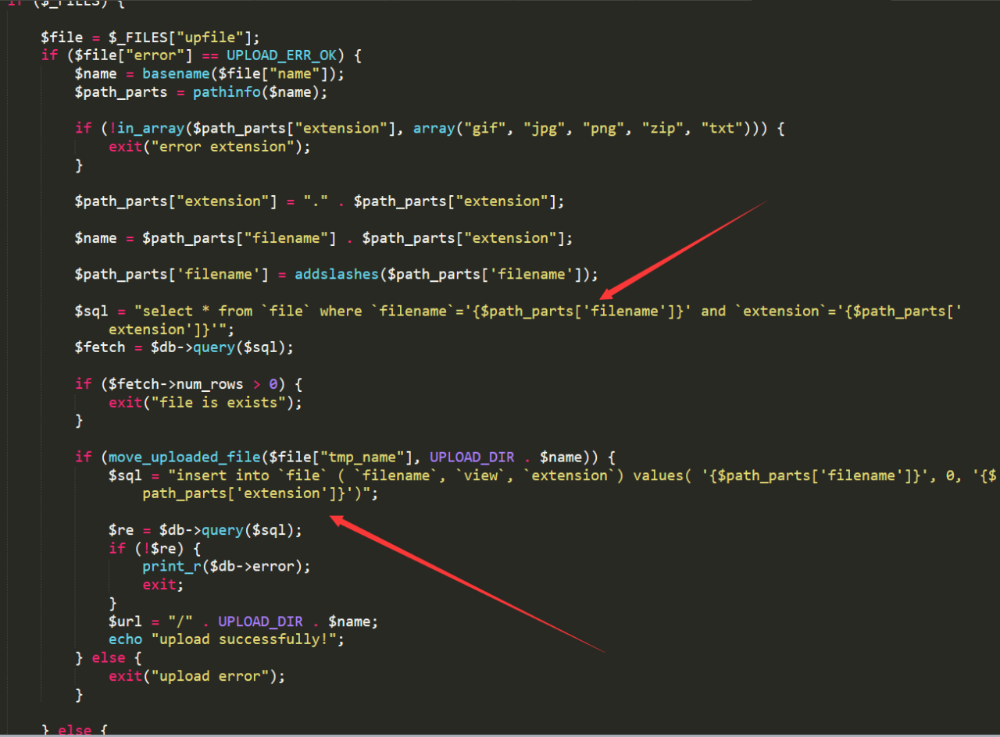 if ($_FILES) {
$file = $_FILES["upfile"];
if ($file["error"] == UPLOAD_ERR_OK) {
$name = basename($file["name"]);
$path_parts = pathinfo($name);
if (!in_array($path_parts["extension"], array("gif", "jpg", "png", "zip", "txt"))) {
exit("error extension");
}
$path_parts["extension"] = "." . $path_parts["extension"];
$name = $path_parts["filename"] . $path_parts["extension"];
$path_parts['filename'] = addslashes($path_parts['filename']);
$sql = "select * from `file` where `filename`='{$path_parts['filename']}' and `extension`='{$path_parts['
extension']}'";
$fetch = $db->query($sql);
if ($fetch->num_rows > 0) {
exit("file is exists");
}
if (move_uploaded_file($file["tmp_name"], UPLOAD_DIR . $name)) {
$sql = "insert into `file` ( `filename`, `view`, `extension`) values( '{$path_parts['filename']}', 0, '{$
path_parts['extension']}')";
$re = $db->query($sql);
if (!$re) {
print_r($db->error);
exit;
}
$url = "/" . UPLOAD_DIR . $name;
echo "upload successfully!";
} else {
exit("upload error");
}
} else {